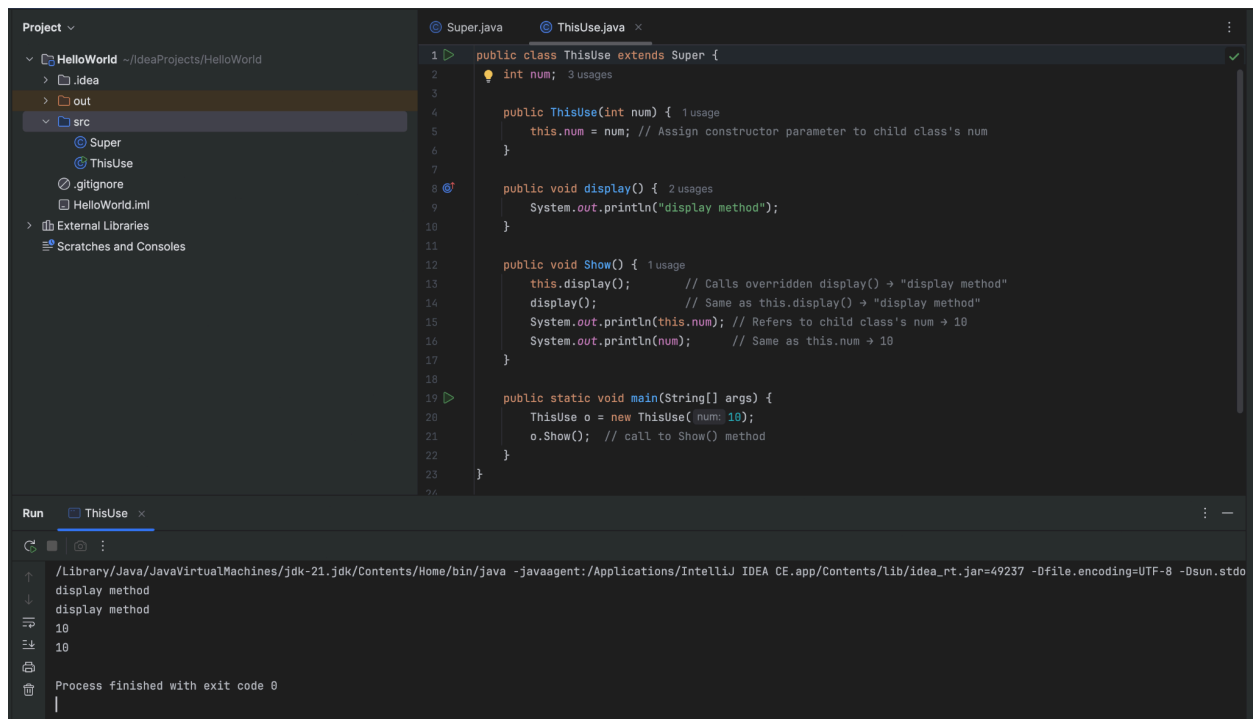 Project
HelloWorld ~/IdeaProjects/HelloWorld
.idea
out
src
Super
ThisUse
.gitignore
HelloWorld.iml
External Libraries
Scratches and Consoles
Super.java
ThisUse.java
1 public class ThisUse extends Super {
2 int num; 3 usages
3
4 public ThisUse(int num) { 1 usage
5 this.num = num; // Assign constructor parameter to child class's num
6 }
7
8 public void display() { 2 usages
9 System.out.println("display method");
10 }
11
12 public void Show() { 1 usage
13 this.display(); // Calls overridden display() → "display method"
14 display(); // Same as this.display() → "display method"
15 System.out.println(this.num); // Refers to child class's num → 10
16 System.out.println(num); // Same as this.num → 10
17 }
18
19 public static void main(String[] args) {
20 ThisUse o = new ThisUse( num: 10);
21 o.Show(); // call to Show() method
22 }
23 }
24
Run ThisUse
/Library/Java/JavaVirtualMachines/jdk-21.jdk/Contents/Home/bin/java -javaagent:/Applications/IntelliJ IDEA CE.app/Contents/lib/idea_rt.jar=49237 -Dfile.encoding=UTF-8 -Dsun.stdo
display method
display method
10
10
Process finished with exit code 0